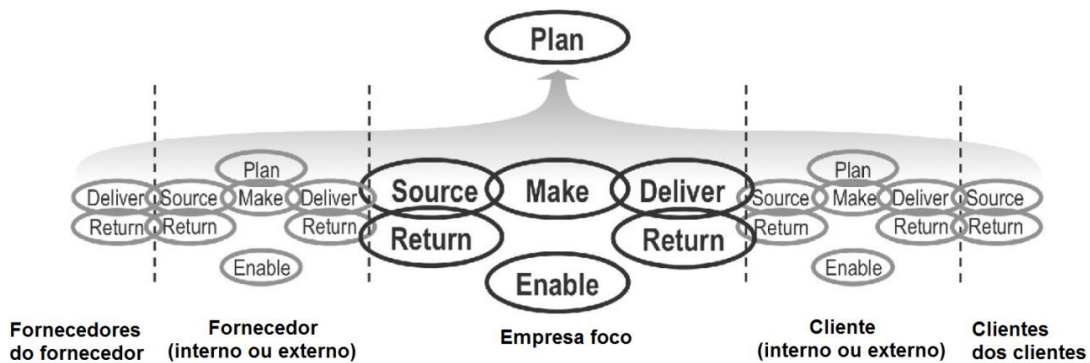 Plan
Plan Plan
Deliver Source Make Deliver Source Make Deliver Source Make Deliver Source
Return Return Return Return Return Return Return Return
Enable Enable Enable
Fornecedores
do fornecedor
Fornecedor
(interno ou externo)
Empresa foco
Cliente
(interno ou externo)
Clientes
dos clientes